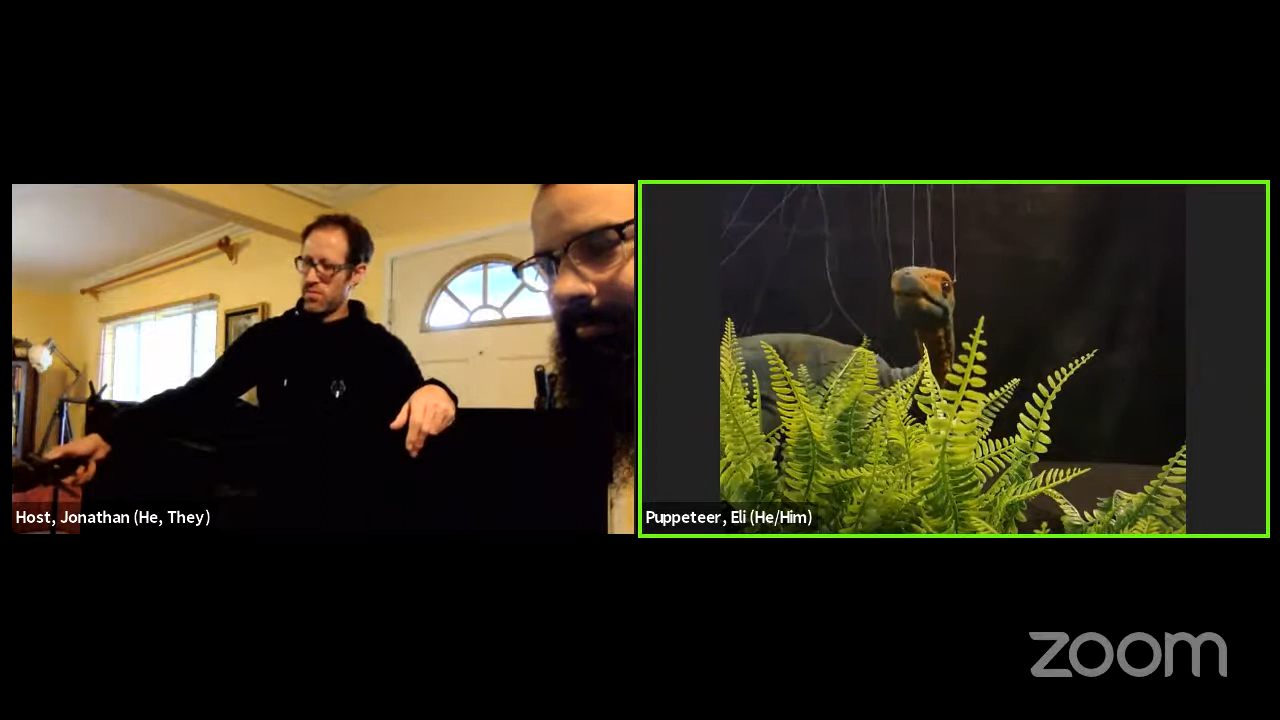 Host, Jonathan (He, They)
Puppeteer, Eli (He/Him)
zoom